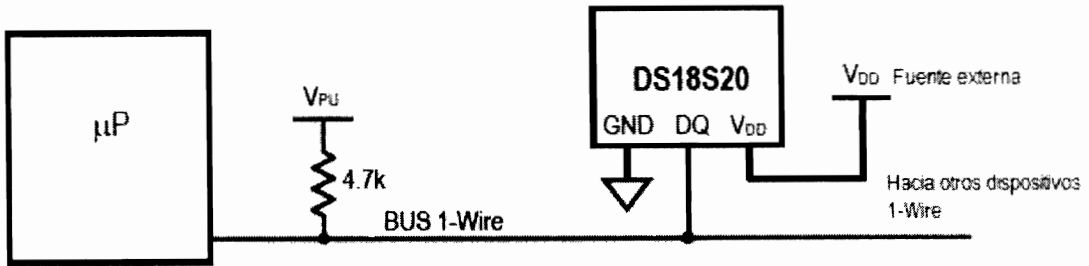 μP
VPU
4.7k
BUS 1-Wire
DS18S20
GND DQ VDD
VDD Fuente externa
Hacia otros dispositivos
1-Wire